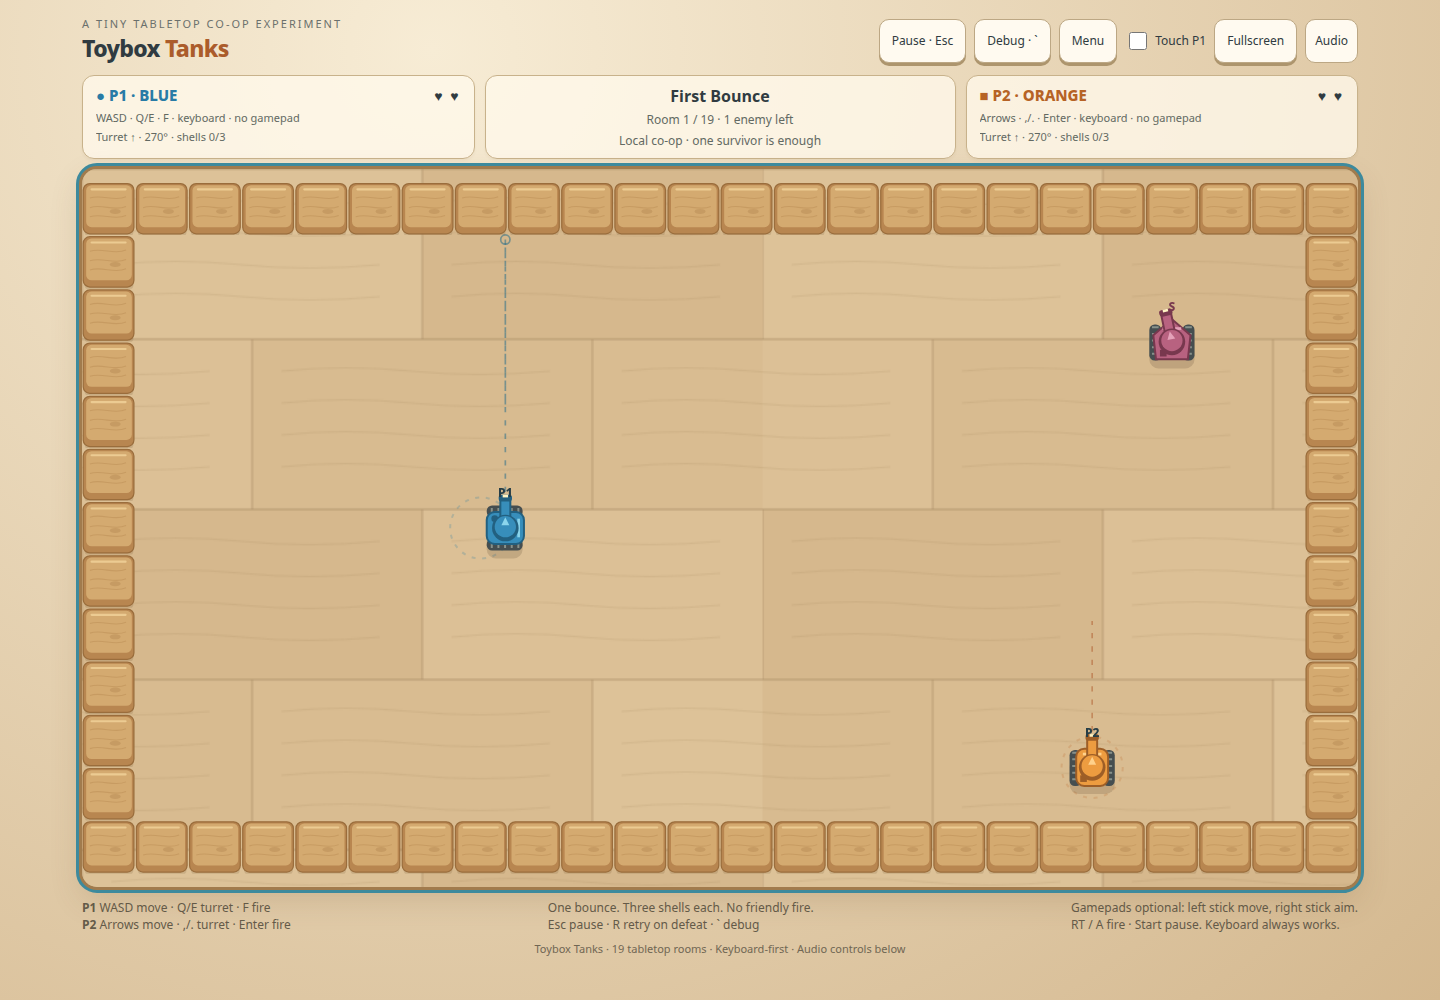 A TINY TABLETOP CO-OP EXPERIMENT
Toybox Tanks
Pause · Esc
Debug · `
Menu
Touch P1
Fullscreen
Audio
● P1 · BLUE
♥ ♥
WASD · Q/E · F · keyboard · no gamepad
Turret ↑ · 270° · shells 0/3
First Bounce
Room 1 / 19 · 1 enemy left
Local co-op · one survivor is enough
■ P2 · ORANGE
♥ ♥
Arrows · ,/. · Enter · keyboard · no gamepad
Turret ↑ · 270° · shells 0/3
S
P1
P2
P1 WASD move · Q/E turret · F fire
P2 Arrows move · ,/. turret · Enter fire
One bounce. Three shells each. No friendly fire.
Esc pause · R retry on defeat · ` debug
Gamepads optional: left stick move, right stick aim.
RT / A fire · Start pause. Keyboard always works.
Toybox Tanks · 19 tabletop rooms · Keyboard-first · Audio controls below